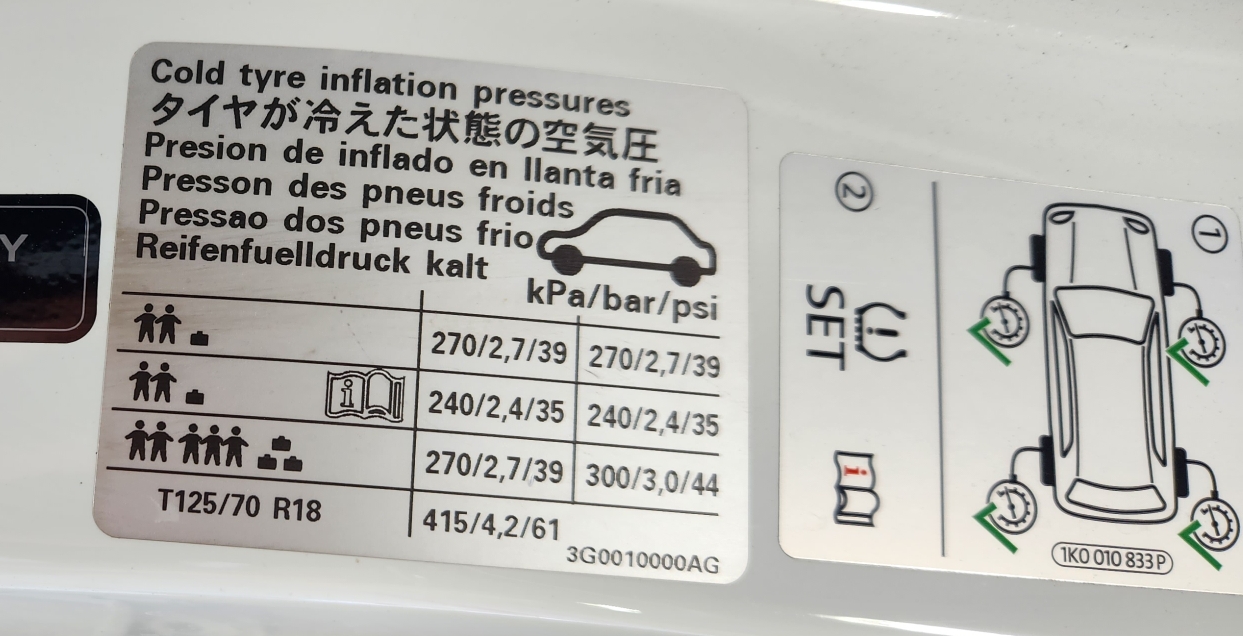 Y
Cold tyre inflation pressures
タイヤが冷えた状態の空気圧
Presion de inflado en llanta fria
Presson des pneus froids
Pressao dos pneus frio
Reifenfuelldruck kalt
kPa/bar/psi
270/2,7/39 270/2,7/39
i 240/2,4/35 240/2,4/35
270/2,7/39 300/3,0/44
T125/70 R18 415/4,2/61
3G0010000AG
1
2
SET
i
1K0 010 833 P